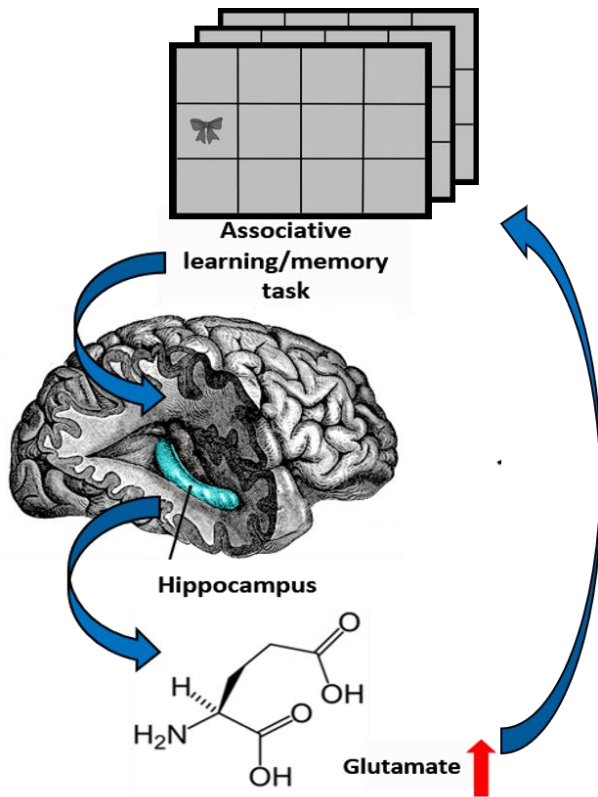 Associative
learning/memory
task
Hippocampus
O
H
OH
H₂N
O
OH
Glutamate